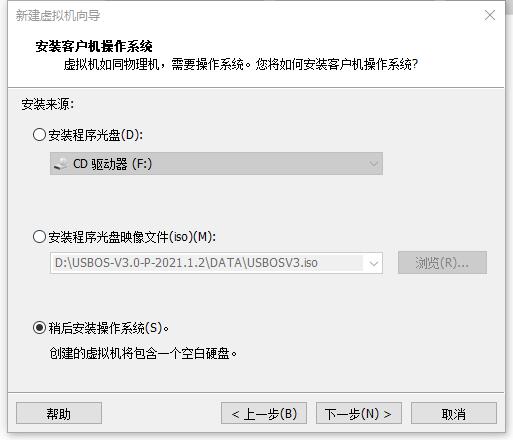 新建虚拟机向导
安装客户机操作系统
虚拟机如同物理机，需要操作系统。您将如何安装客户机操作系统?
安装来源:
安装程序光盘(D):
CD 驱动器 (F:)
安装程序光盘映像文件(iso)(M):
D:\USBOS-V3.0-P-2021.1.2\DATA\USBOSV3.iso
浏览(R)...
稍后安装操作系统(S)。
创建的虚拟机将包含一个空白硬盘。
帮助
< 上一步(B)
下一步(N) >
取消